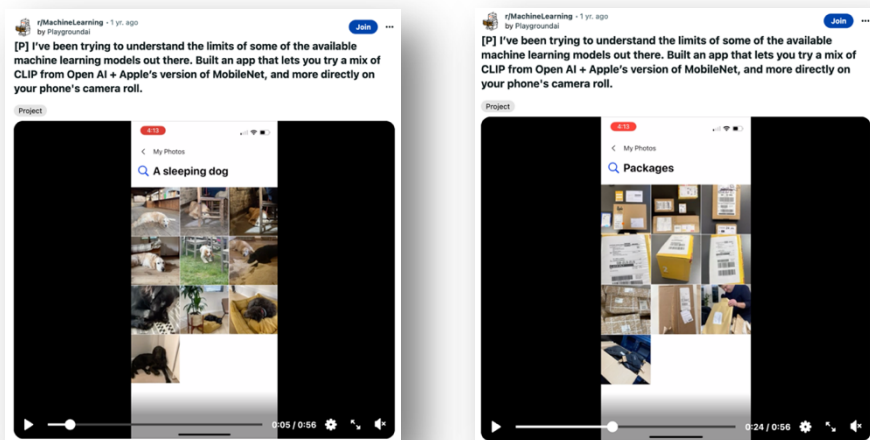 r/MachineLearning · 1 yr. ago
by Playgroundai
Join
[P] I've been trying to understand the limits of some of the available
machine learning models out there. Built an app that lets you try a mix of
CLIP from Open AI + Apple's version of MobileNet, and more directly on
your phone's camera roll.
Project
4:13
My Photos
A sleeping dog
0:05 / 0:56
r/MachineLearning · 1 yr. ago
by Playgroundai
Join
[P] I've been trying to understand the limits of some of the available
machine learning models out there. Built an app that lets you try a mix of
CLIP from Open AI + Apple's version of MobileNet, and more directly on
your phone's camera roll.
Project
4:13
My Photos
Packages
0:24 / 0:56